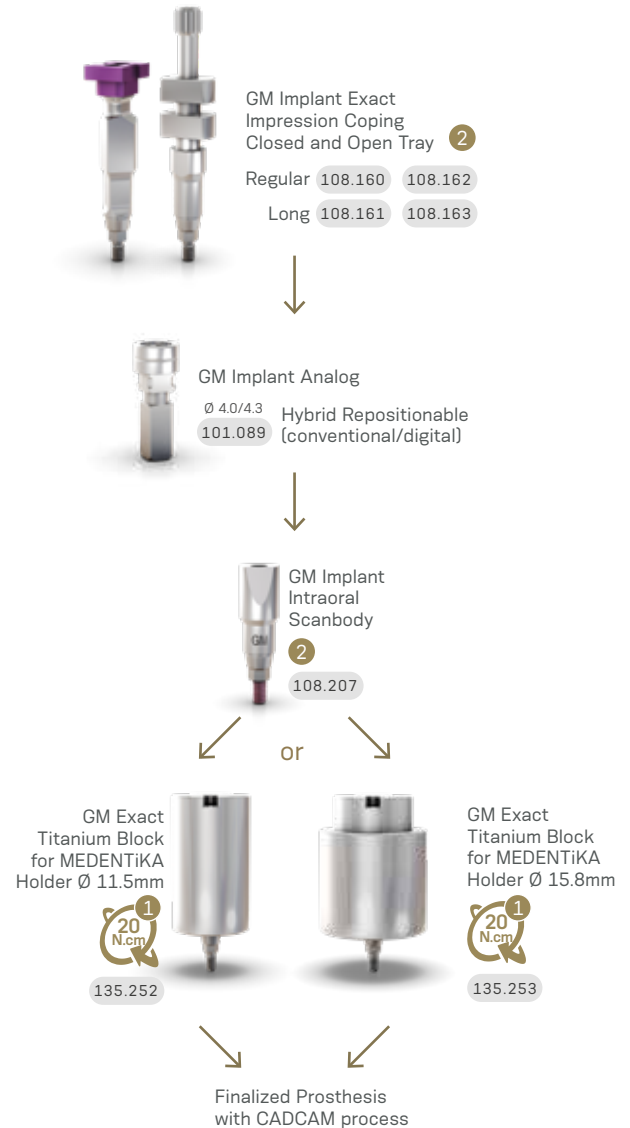 GM Implant Exact
Impression Coping
Closed and Open Tray 2
Regular 108.160 108.162
Long 108.161 108.163
GM Implant Analog
Ø 4.0/4.3
101.089
Hybrid Repositionable
(conventional/digital)
GM Implant
Intraoral
Scanbody
GM
2
108.207
or
GM Exact
Titanium Block
for MEDENTiKA
Holder Ø 11.5mm
1
20
N.cm
135.252
GM Exact
Titanium Block
for MEDENTiKA
Holder Ø 15.8mm
1
20
N.cm
135.253
Finalized Prosthesis
with CADCAM process